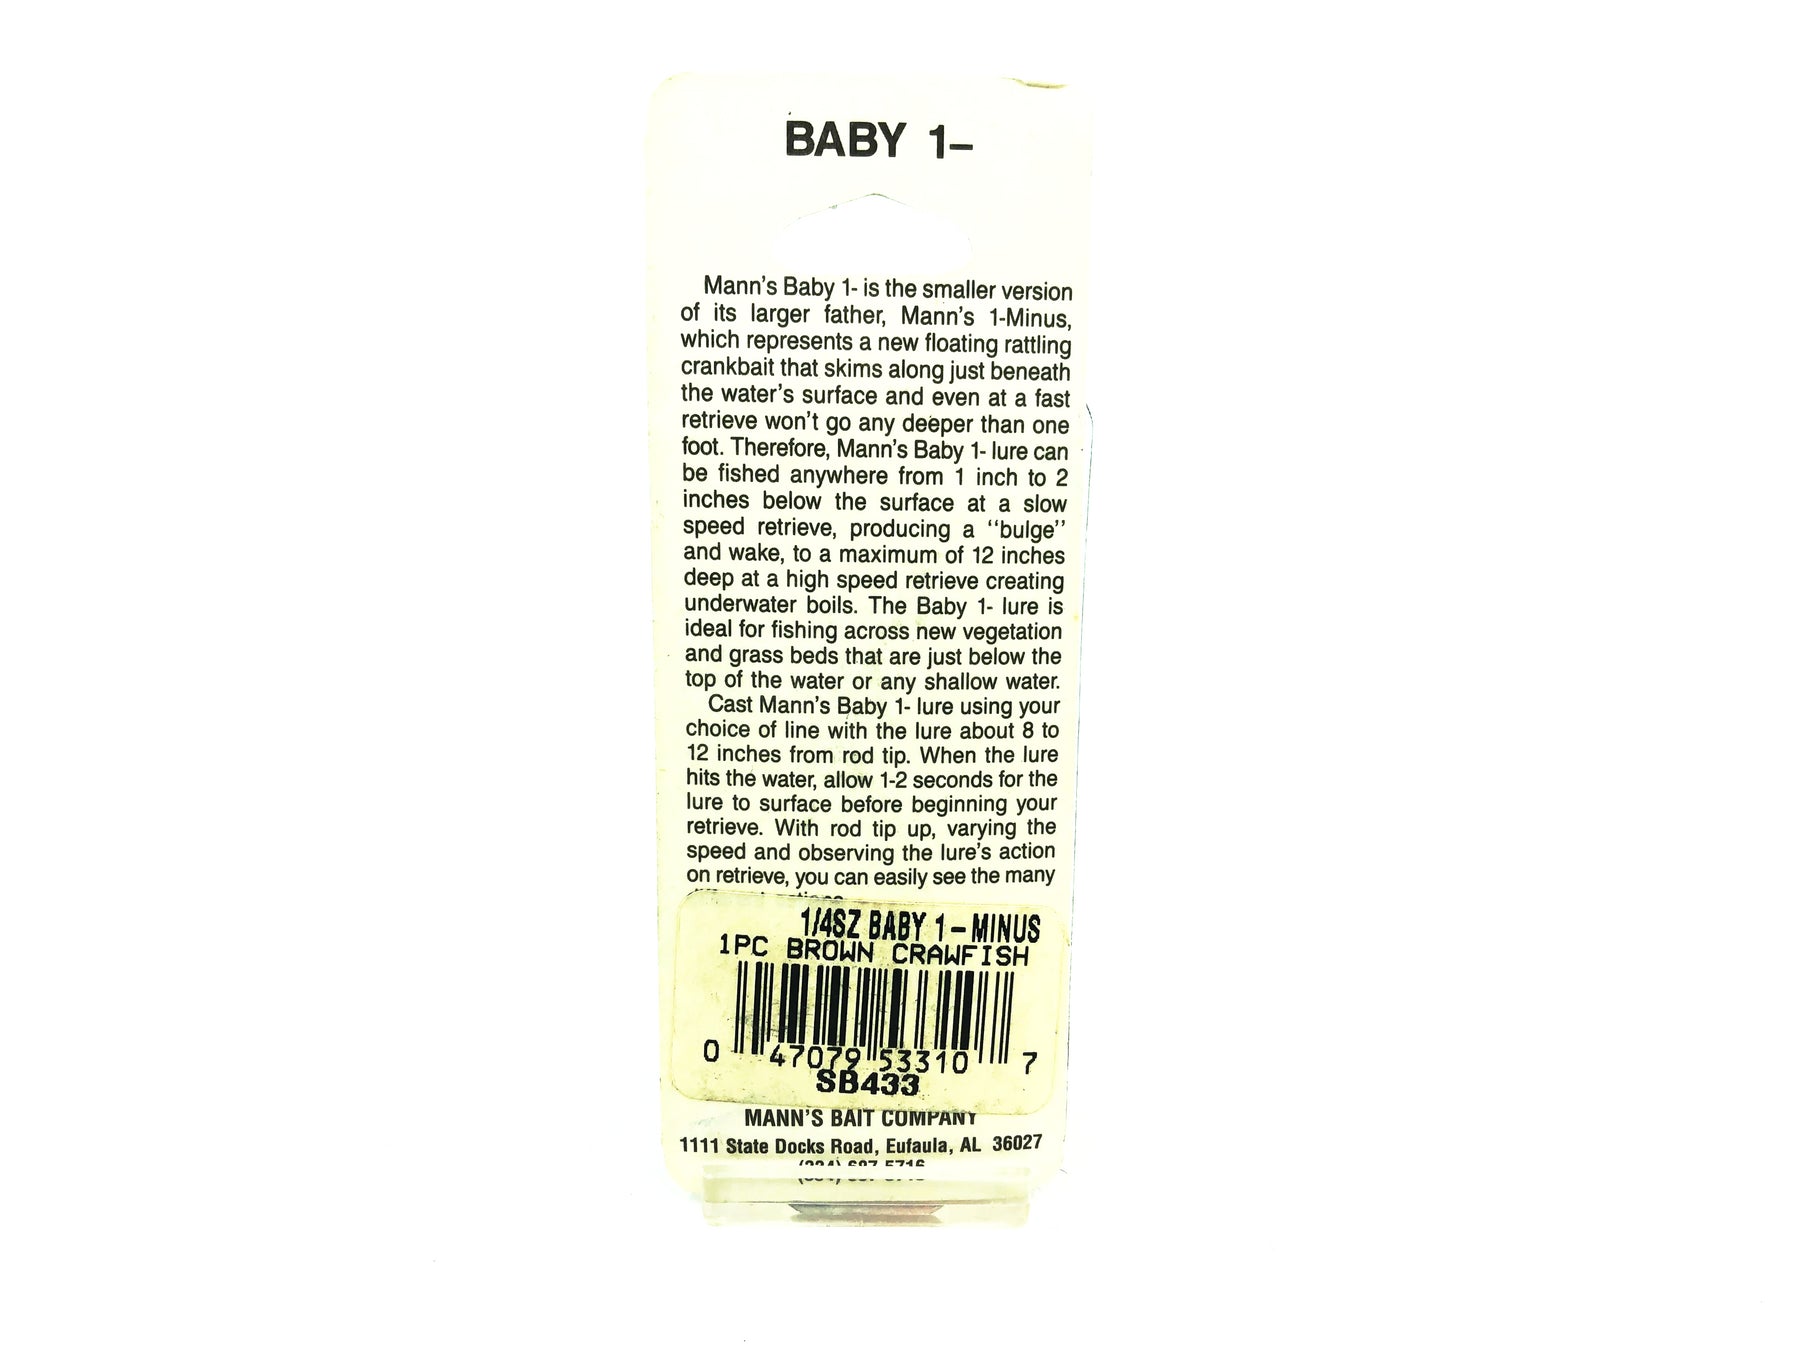 BABY 1–
Mann's Baby 1- is the smaller version
of its larger father, Mann's 1-Minus,
which represents a new floating rattling
crankbait that skims along just beneath
the water's surface and even at a fast
retrieve won't go any deeper than one
foot. Therefore, Mann's Baby 1- lure can
be fished anywhere from 1 inch to 2
inches below the surface at a slow
speed retrieve, producing a "bulge"
and wake, to a maximum of 12 inches
deep at a high speed retrieve creating
underwater boils. The Baby 1- lure is
ideal for fishing across new vegetation
and grass beds that are just below the
top of the water or any shallow water.
Cast Mann's Baby 1- lure using your
choice of line with the lure about 8 to
12 inches from rod tip. When the lure
hits the water, allow 1-2 seconds for the
lure to surface before beginning your
retrieve. With rod tip up, varying the
speed and observing the lure's action
on retrieve, you can easily see the many
1/4SZ BABY 1-MINUS
1PC BROWN CRAWFISH
0 47079 53310 7
SB433
MANN'S BAIT COMPANY
1111 State Docks Road, Eufaula, AL 36027